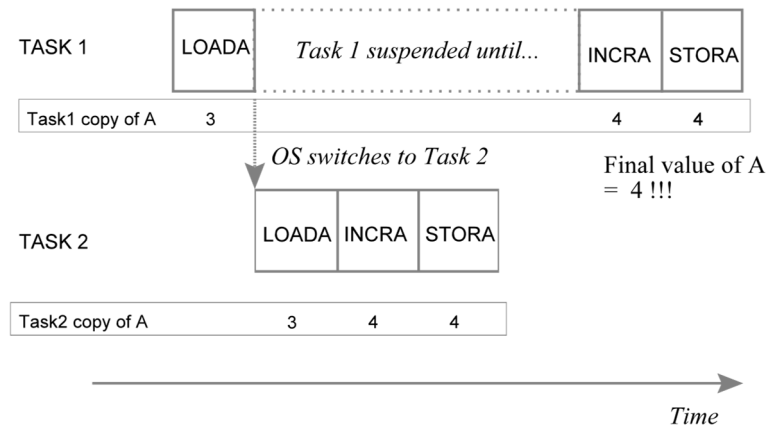 TASK 1 LOADA Task 1 suspended until... INCRA STORA
Task1 copy of A 3 4 4
OS switches to Task 2
Final value of A
= 4 !!!
TASK 2 LOADA INCRA STORA
Task2 copy of A 3 4 4
Time